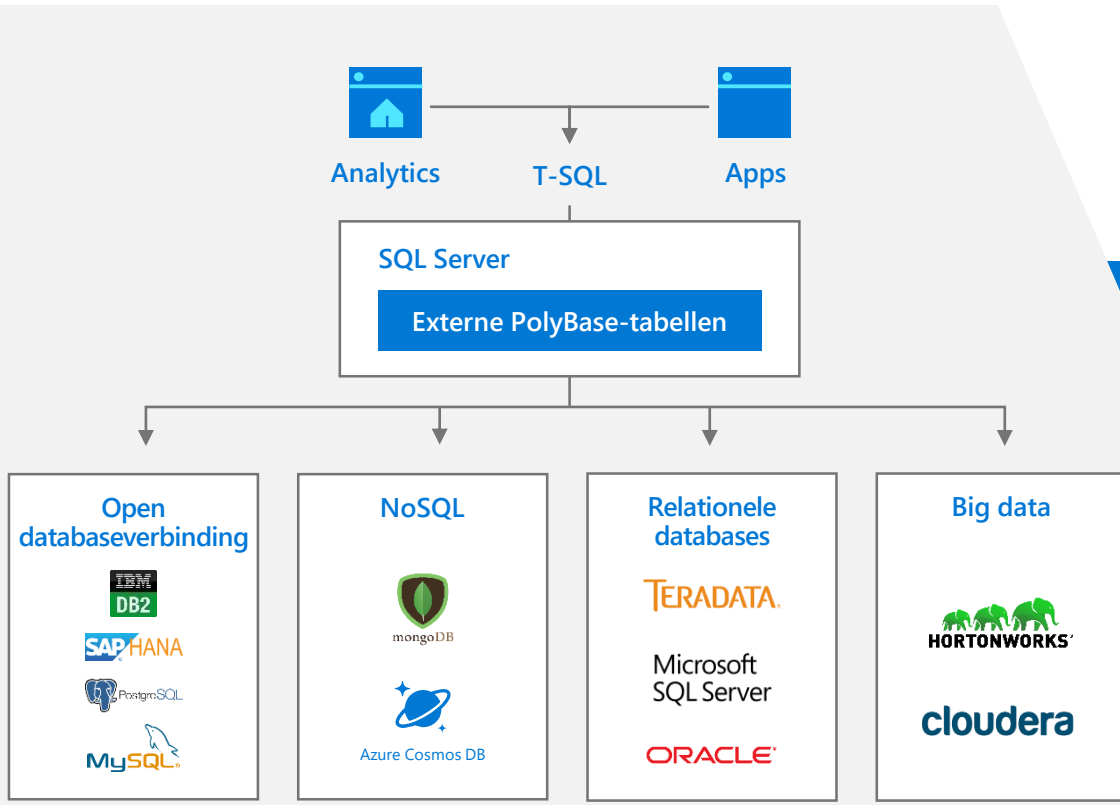 Analytics
T-SQL
Apps
SQL Server
Externe PolyBase-tabellen
Open
databaseverbinding
IBM
DB2
SAP HANA
PostgreSQL
MySQL
NoSQL
mongoDB
Azure Cosmos DB
Relationele
databases
TERADATA
Microsoft
SQL Server
ORACLE
Big data
HORTONWORKS
cloudera